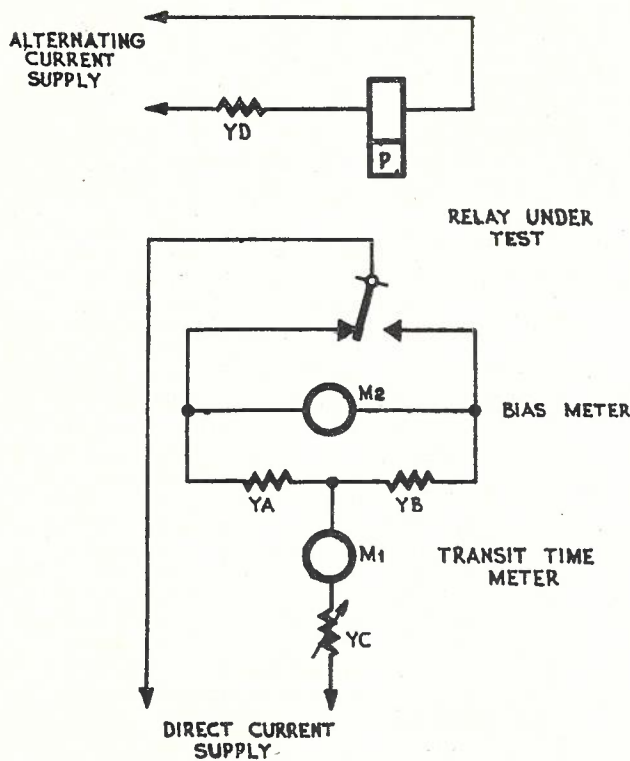 ALTERNATING
CURRENT
SUPPLY
YD
P
RELAY UNDER
TEST
M2
BIAS METER
YA
YB
M1
TRANSIT TIME
METER
YC
DIRECT CURRENT
SUPPLY